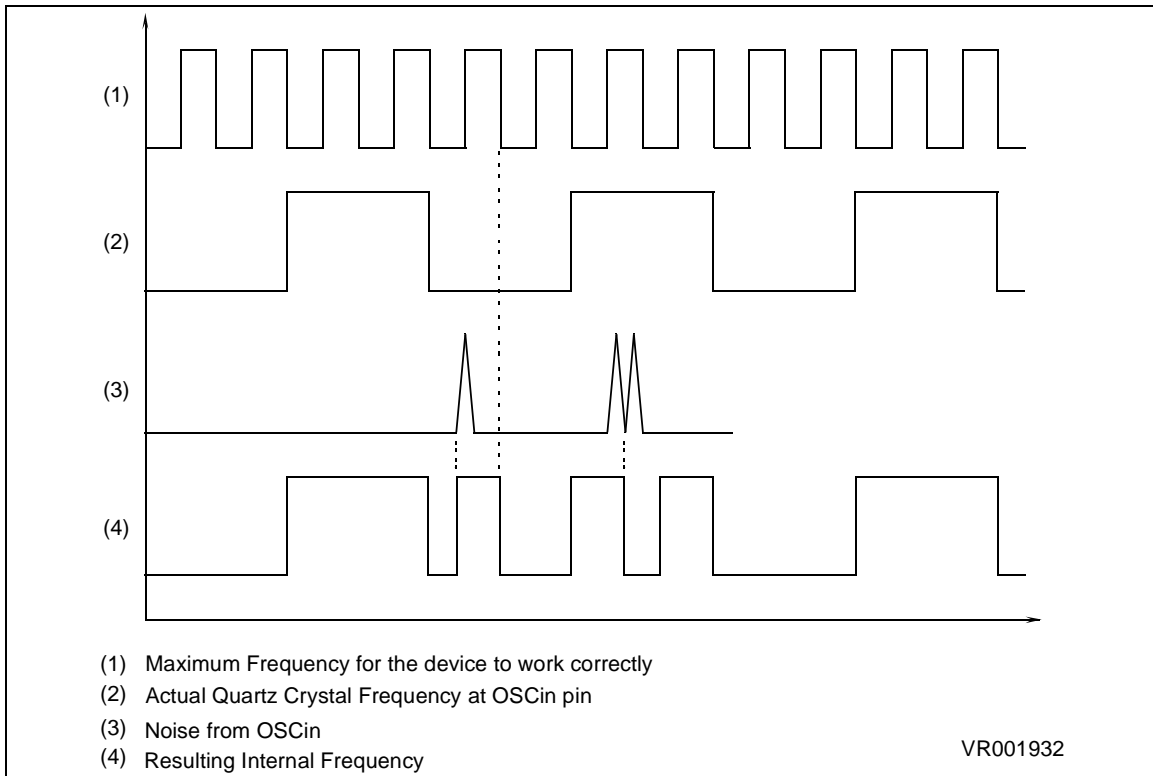 (1)
(2)
(3)
(4)
(1) Maximum Frequency for the device to work correctly
(2) Actual Quartz Crystal Frequency at OSCin pin
(3) Noise from OSCin
(4) Resulting Internal Frequency
VR001932